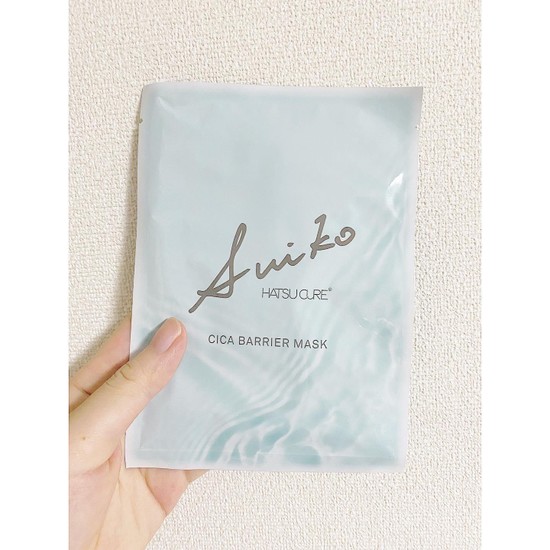 Suiko
HATSU CURE®
CICA BARRIER MASK